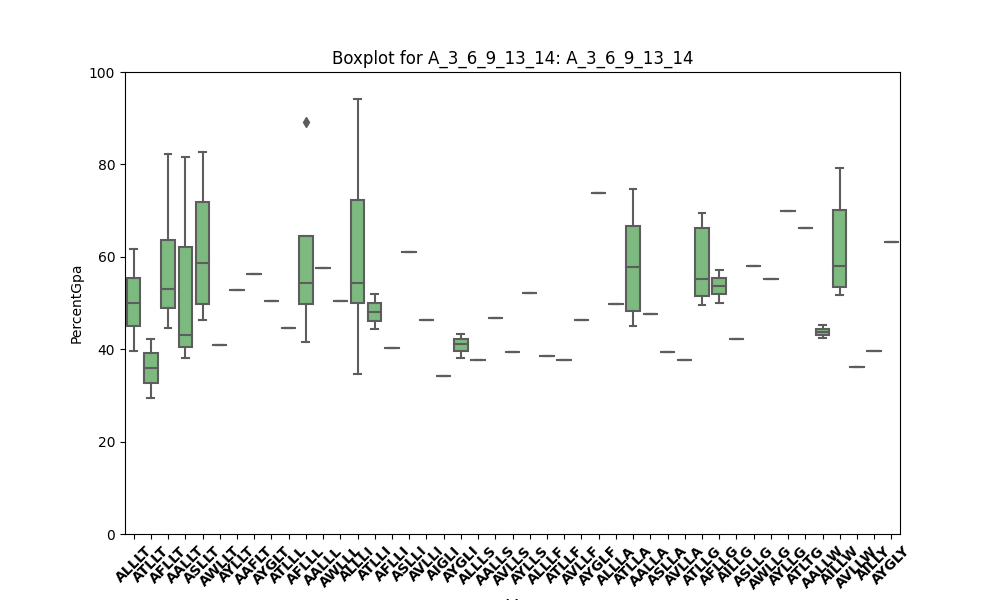 Boxplot for A_3_6_9_13_14: A_3_6_9_13_14
PercentGpa
100
80
60
40
20
0
ALLLT
ATLLT
AFLLT
AALLT
ASLLT
AWLLT
AYLLT
AAFLT
AYGLT
ATLLL
AFLLL
AALLL
AWLLL
ALLLI
ATLLI
AFLLI
ASLLI
AVLLI
AIGLI
AYGLI
ALLLS
AALLS
AVLLS
AYLLS
ALLLF
ATLLF
AVLLF
AYGLF
ALLLA
ATLLA
AALLA
ASLLA
AVLLA
ATLLG
AFLLG
AILLG
ASLLG
AWLLG
AYLLG
ATLTG
AALLW
AILLW
AVLLW
AILLY
AYGLY